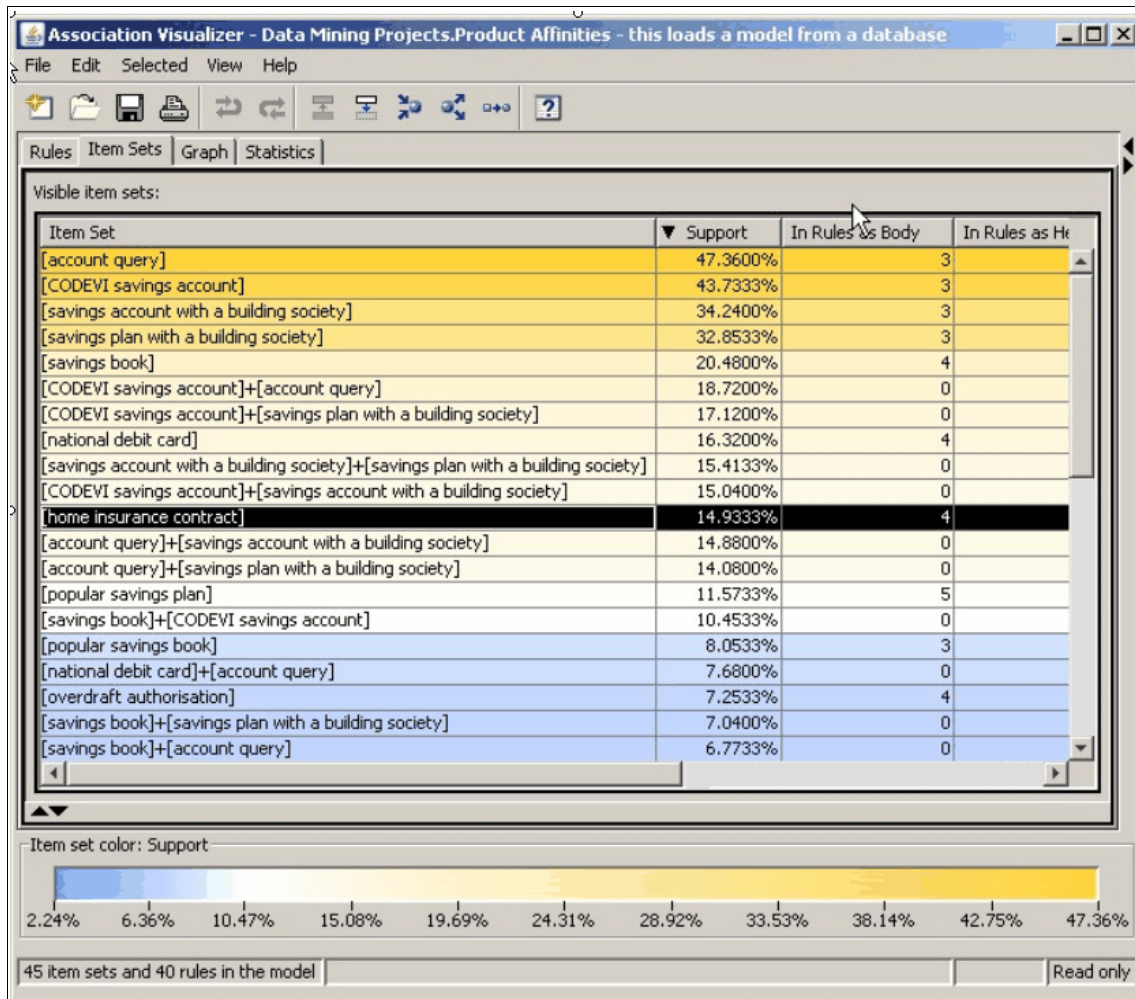 Association Visualizer - Data Mining Projects.Product Affinities - this loads a model from a database
File Edit Selected View Help
Rules Item Sets Graph Statistics
Visible item sets:
Item Set ▼ Support In Rules as Body In Rules as He
[account query] 47.3600% 3
[CODEVI savings account] 43.7333% 3
[savings account with a building society] 34.2400% 3
[savings plan with a building society] 32.8533% 3
[savings book] 20.4800% 4
[CODEVI savings account]+[account query] 18.7200% 0
[CODEVI savings account]+[savings plan with a building society] 17.1200% 0
[national debit card] 16.3200% 4
[savings account with a building society]+[savings plan with a building society] 15.4133% 0
[CODEVI savings account]+[savings account with a building society] 15.0400% 0
[home insurance contract] 14.9333% 4
[account query]+[savings account with a building society] 14.8800% 0
[account query]+[savings plan with a building society] 14.0800% 0
[popular savings plan] 11.5733% 5
[savings book]+[CODEVI savings account] 10.4533% 0
[popular savings book] 8.0533% 3
[national debit card]+[account query] 7.6800% 0
[overdraft authorisation] 7.2533% 4
[savings book]+[savings plan with a building society] 7.0400% 0
[savings book]+[account query] 6.7733% 0
Item set color: Support
2.24% 6.36% 10.47% 15.08% 19.69% 24.31% 28.92% 33.53% 38.14% 42.75% 47.36%
45 item sets and 40 rules in the model Read only